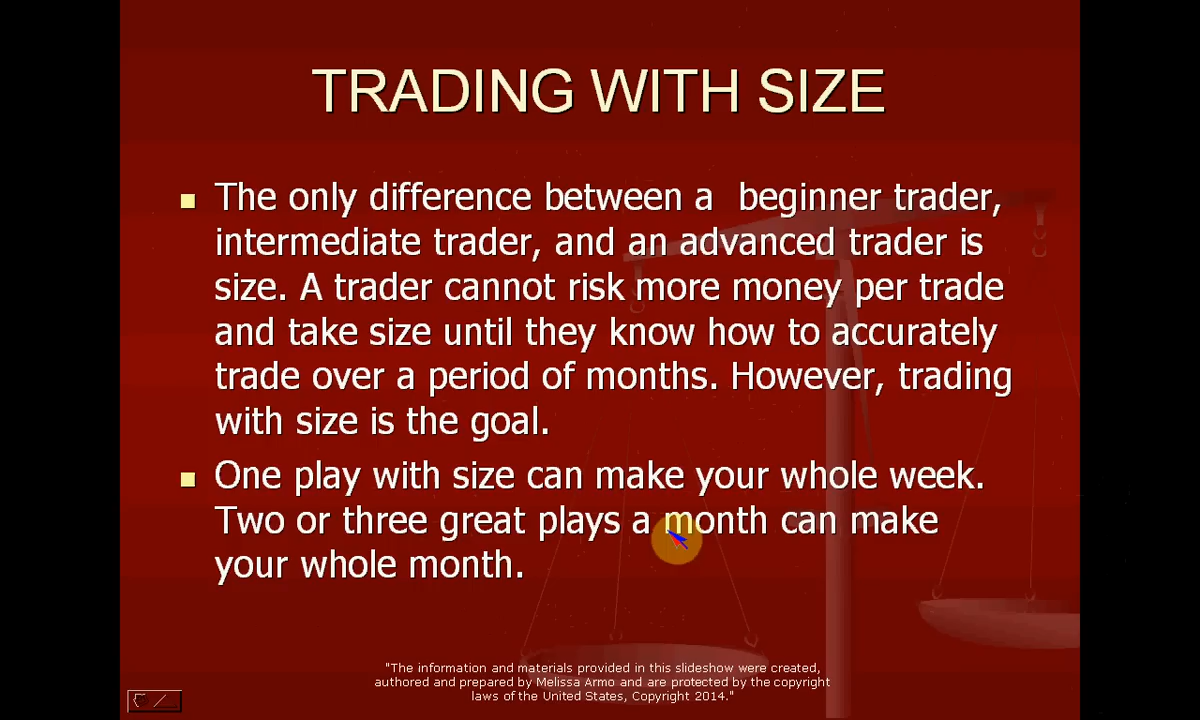 TRADING WITH SIZE
The only difference between a  beginner trader,
intermediate trader, and an advanced trader is
size. A trader cannot risk more money per trade
and take size until they know how to accurately
trade over a period of months. However, trading
with size is the goal.
One play with size can make your whole week.
Two or three great plays a month can make
your whole month.
"The information and materials provided in this slideshow were created,
authored and prepared by Melissa Armo and are protected by the copyright
laws of the United States, Copyright 2014."